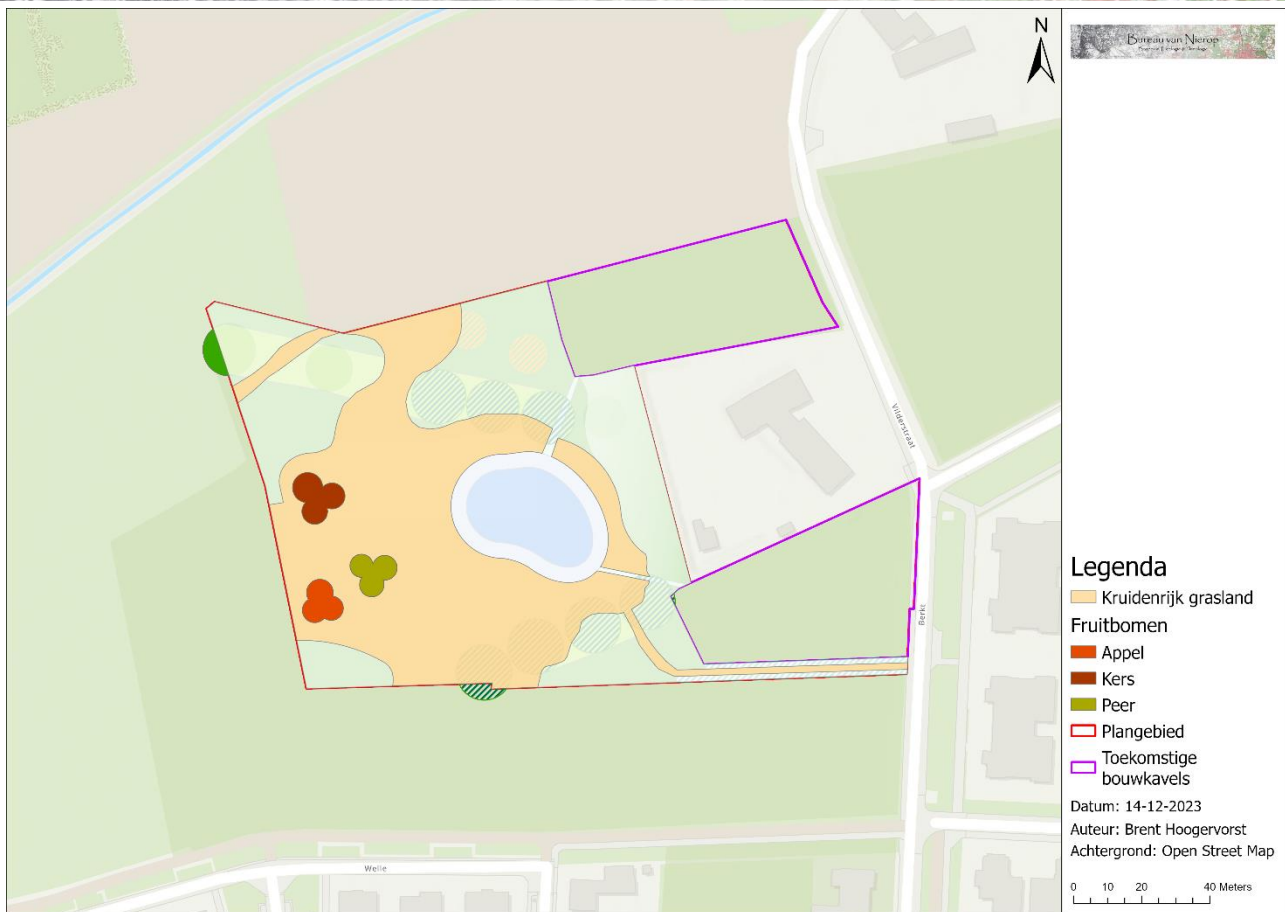 N
Bureau van Nierop
Vilderstraat
Berkt
Welle
Legenda
Kruidenrijk grasland
Fruitbomen
Appel
Kers
Peer
Plangebied
Toekomstige
bouwkavels
Datum: 14-12-2023
Auteur: Brent Hoogervorst
Achtergrond: Open Street Map
0 10 20 40 Meters